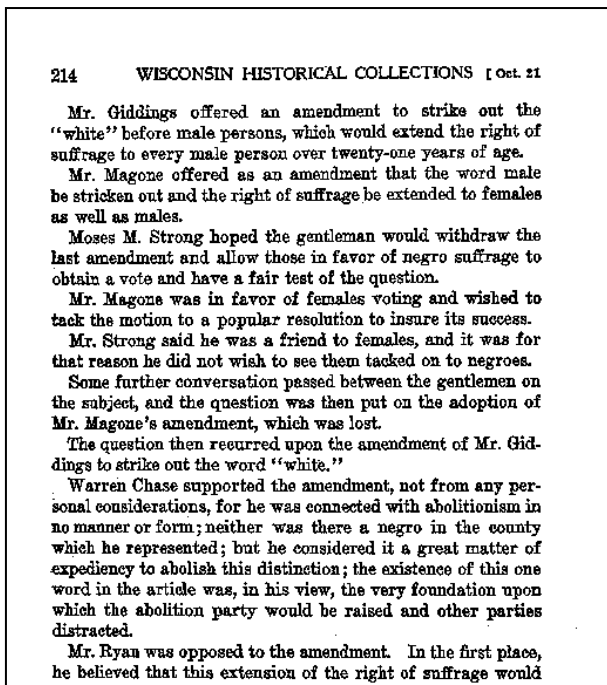 214 WISCONSIN HISTORICAL COLLECTIONS [ Oct. 21
Mr. Giddings offered an amendment to strike out the
"white" before male persons, which would extend the right of
suffrage to every male person over twenty-one years of age.
Mr. Magone offered as an amendment that the word male
be stricken out and the right of suffrage be extended to females
as well as males.
Moses M. Strong hoped the gentleman would withdraw the
last amendment and allow those in favor of negro suffrage to
obtain a vote and have a fair test of the question.
Mr. Magone was in favor of females voting and wished to
tack the motion to a popular resolution to insure its success.
Mr. Strong said he was a friend to females, and it was for
that reason he did not wish to see them tacked on to negroes.
Some further conversation passed between the gentlemen on
the subject, and the question was then put on the adoption of
Mr. Magone's amendment, which was lost.
The question then recurred upon the amendment of Mr. Gid-
dings to strike out the word "white."
Warren Chase supported the amendment, not from any per-
sonal considerations, for he was connected with abolitionism in
no manner or form; neither was there a negro in the county
which he represented; but he considered it a great matter of
expediency to abolish this distinction; the existence of this one
word in the article was, in his view, the very foundation upon
which the abolition party would be raised and other parties
distracted.
Mr. Ryan was opposed to the amendment. In the first place,
he believed that this extension of the right of suffrage would